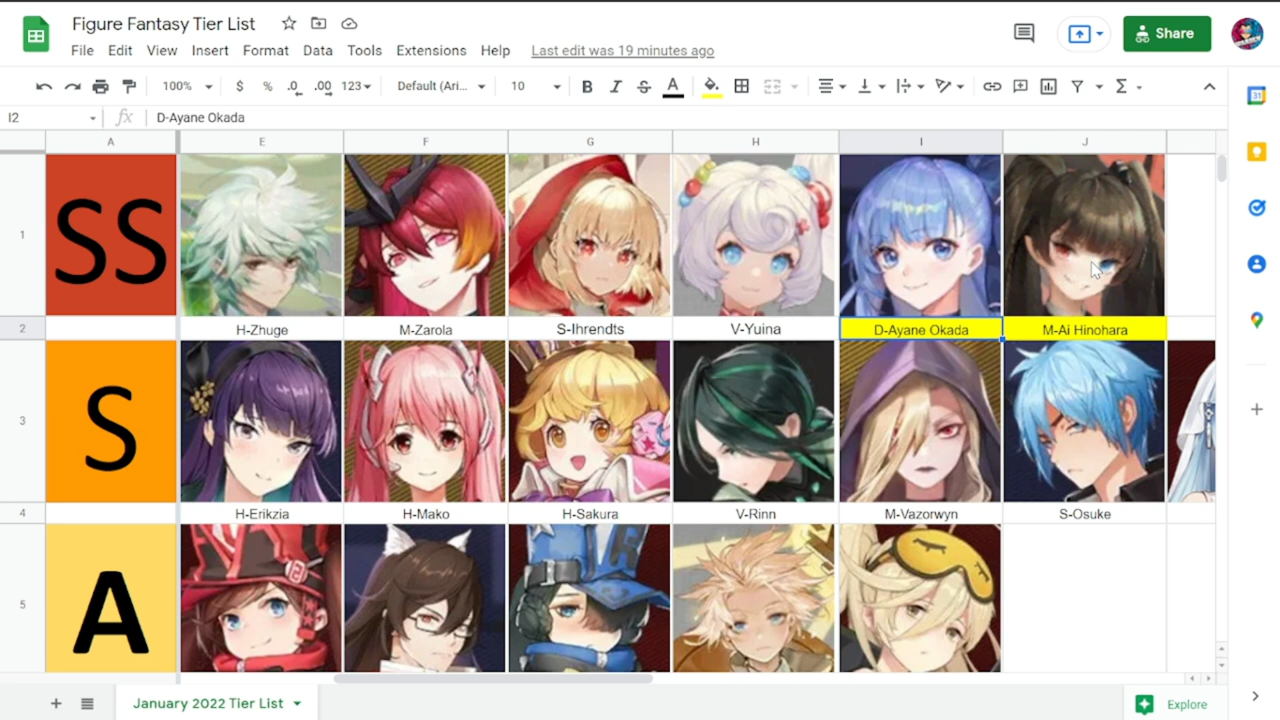 Figure Fantasy Tier List
File Edit View Insert Format Data Tools Extensions Help Last edit was 19 minutes ago
Share
100% $ % .0 .00 123 Default (Ari... 10 B I S A
I2 fx D-Ayane Okada
A E F G H I J
1 SS
2 H-Zhuge M-Zarola S-Ihrendts V-Yuina D-Ayane Okada M-Ai Hinohara
3 S
4 H-Erikzia H-Mako H-Sakura V-Rinn M-Vazorwyn S-Osuke
5 A
January 2022 Tier List
Explore
31